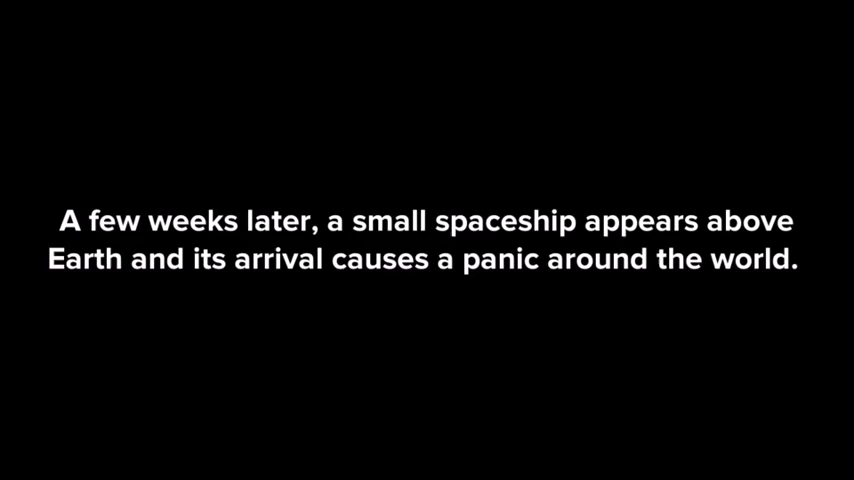 A few weeks later, a small spaceship appears above
Earth and its arrival causes a panic around the world.